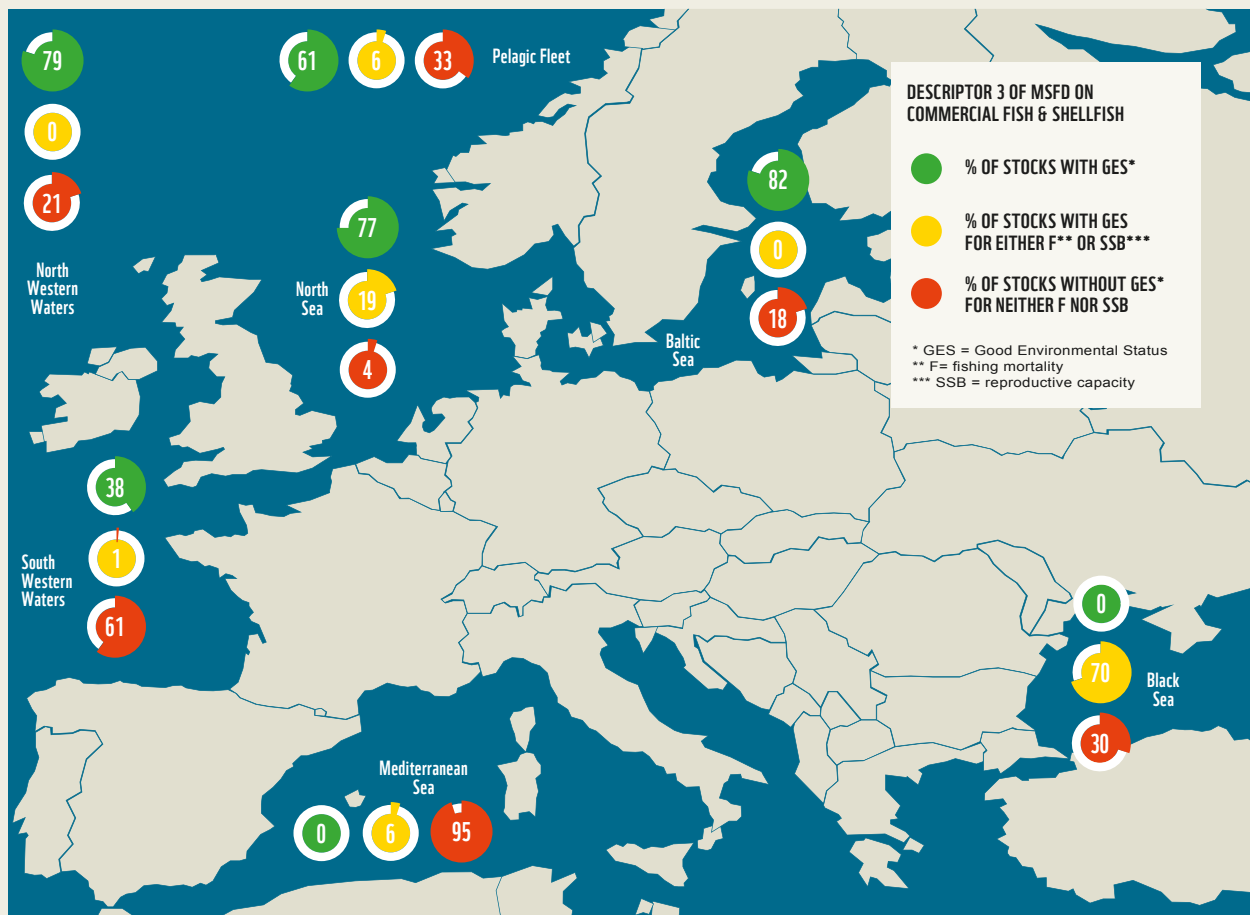 79
0
21
North
Western
Waters
61
6
33
Pelagic Fleet
77
19
4
North
Sea
82
0
18
Baltic
Sea
DESCRIPTOR 3 OF MSFD ON
COMMERCIAL FISH & SHELLFISH
% OF STOCKS WITH GES*
% OF STOCKS WITH GES
FOR EITHER F** OR SSB***
% OF STOCKS WITHOUT GES*
FOR NEITHER F NOR SSB
* GES = Good Environmental Status
** F= fishing mortality
*** SSB = reproductive capacity
38
1
61
South
Western
Waters
0
70
30
Black
Sea
Mediterranean
Sea
0
6
95